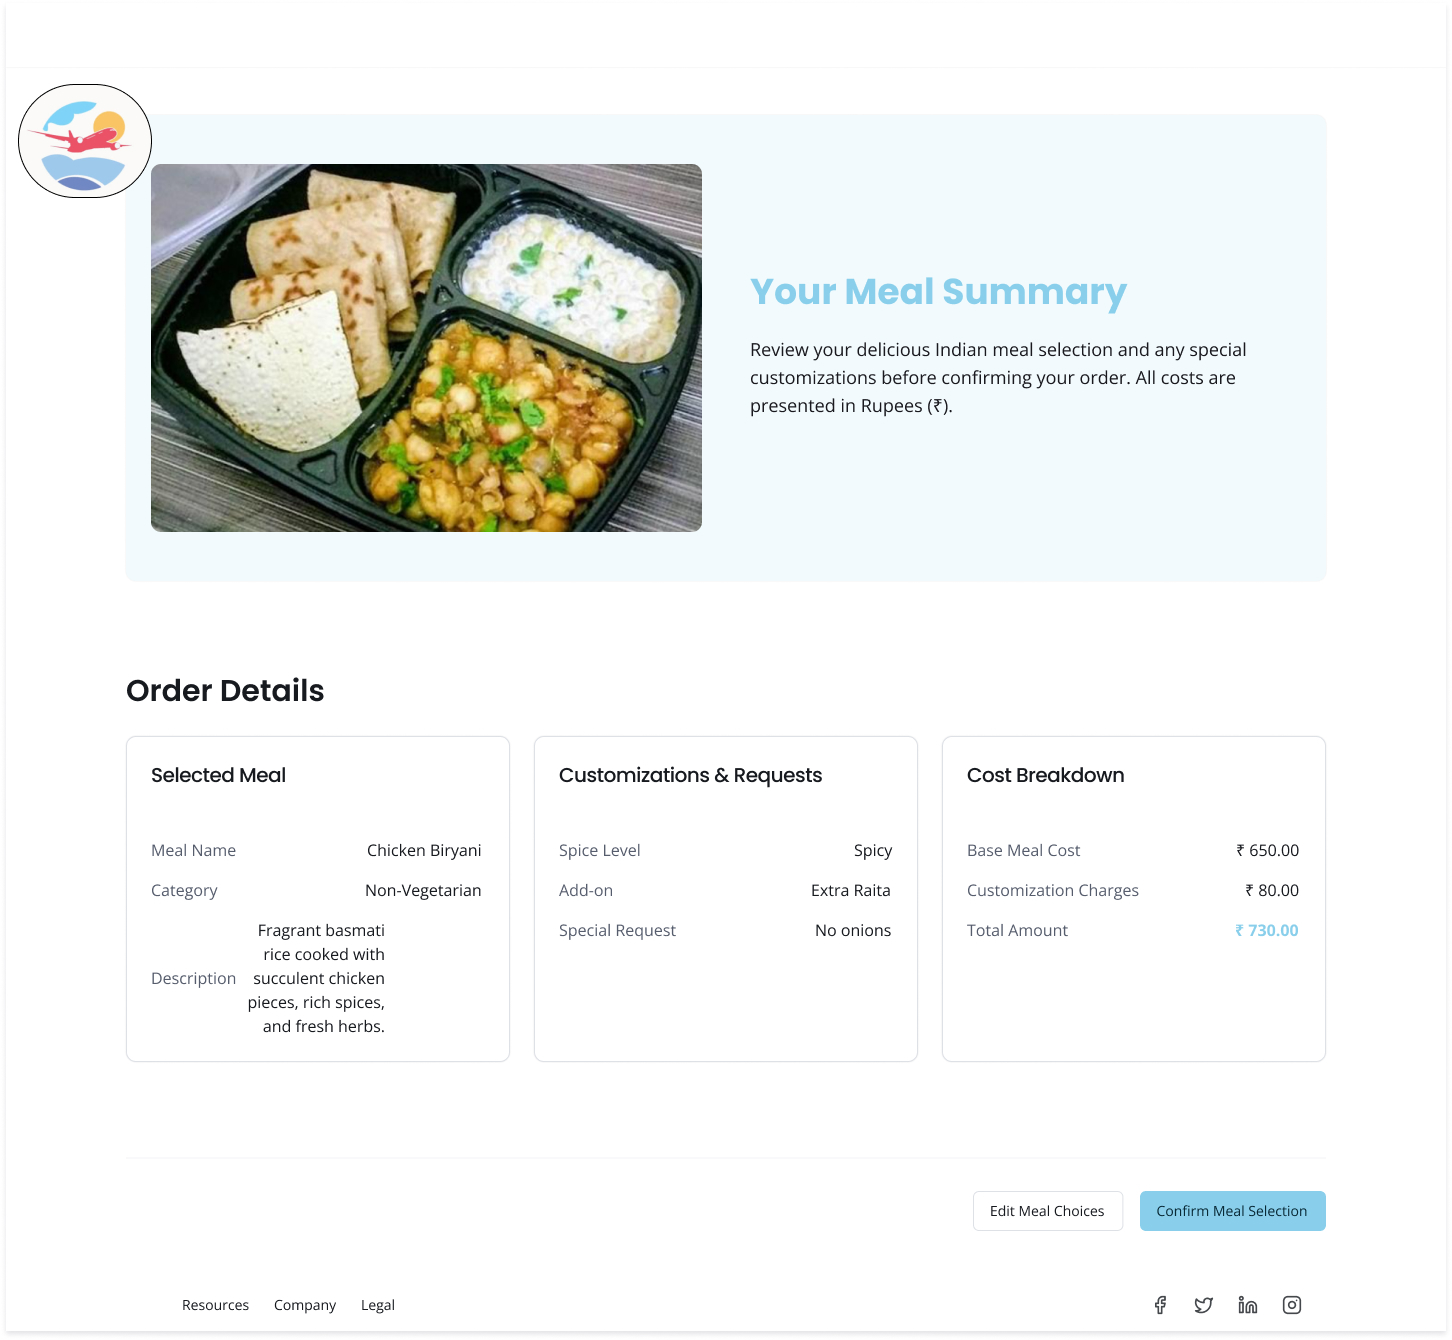 Your Meal Summary
Review your delicious Indian meal selection and any special
customizations before confirming your order. All costs are
presented in Rupees (₹).
Order Details
Selected Meal
Meal Name Chicken Biryani
Category Non-Vegetarian
Description Fragrant basmati
rice cooked with
succulent chicken
pieces, rich spices,
and fresh herbs.
Customizations & Requests
Spice Level Spicy
Add-on Extra Raita
Special Request No onions
Cost Breakdown
Base Meal Cost ₹ 650.00
Customization Charges ₹ 80.00
Total Amount ₹ 730.00
Edit Meal Choices
Confirm Meal Selection
Resources Company Legal